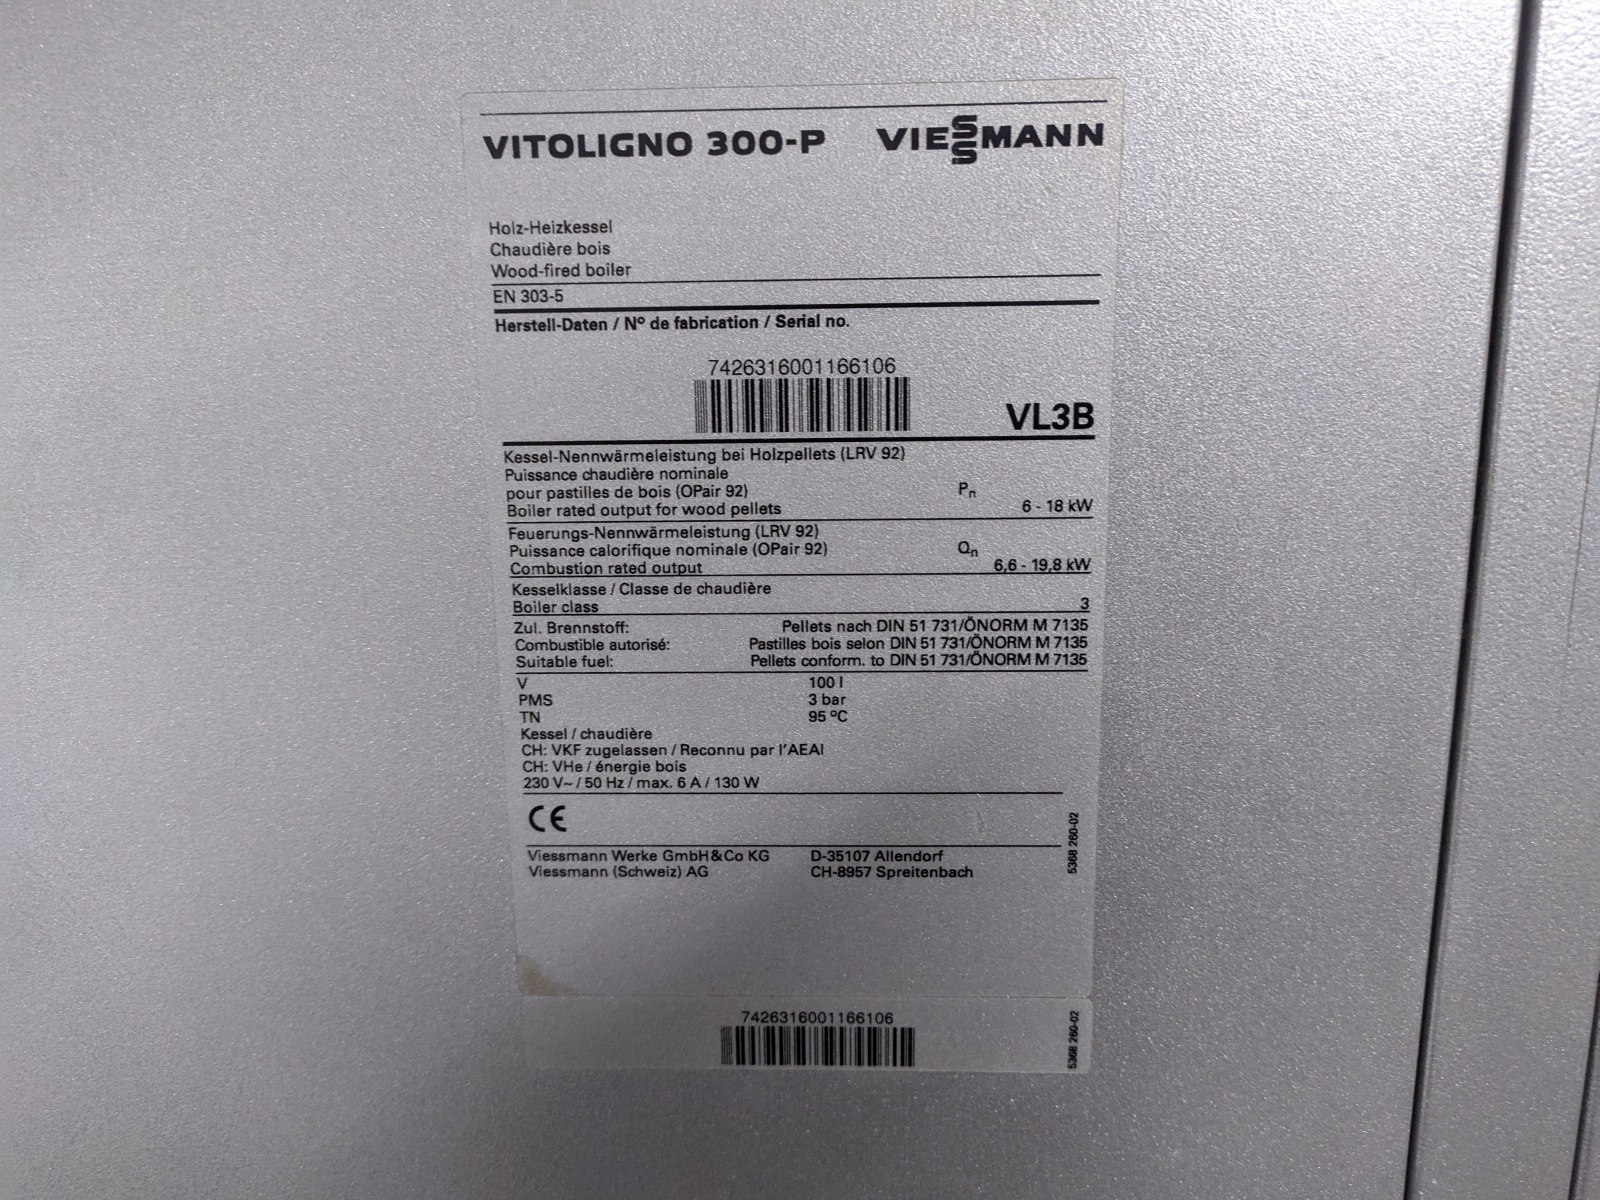 VITOLIGNO 300-P VIESSMANN
Holz-Heizkessel
Chaudière bois
Wood-fired boiler
EN 303-5
Herstell-Daten / Nº de fabrication / Serial no.
7426316001166106
VL3B
Kessel-Nennwärmeleistung bei Holzpellets (LRV 92)
Puissance chaudière nominale
pour pastilles de bois (OPair 92) Pn
Boiler rated output for wood pellets 6 - 18 kW
Feuerungs-Nennwärmeleistung (LRV 92)
Puissance calorifique nominale (OPair 92) Qn
Combustion rated output 6,6 - 19,8 kW
Kesselklasse / Classe de chaudière
Boiler class 3
Zul. Brennstoff: Pellets nach DIN 51 731/ÖNORM M 7135
Combustible autorisé: Pastilles bois selon DIN 51 731/ÖNORM M 7135
Suitable fuel: Pellets conform. to DIN 51 731/ÖNORM M 7135
V 100 l
PMS 3 bar
TN 95 ºC
Kessel / chaudière
CH: VKF zugelassen / Reconnu par l'AEAI
CH: VHe / énergie bois
230 V~ / 50 Hz / max. 6 A / 130 W
CE
5368 260-02
Viessmann Werke GmbH&Co KG D-35107 Allendorf
Viessmann (Schweiz) AG CH-8957 Spreitenbach
7426316001166106
5368 260-02